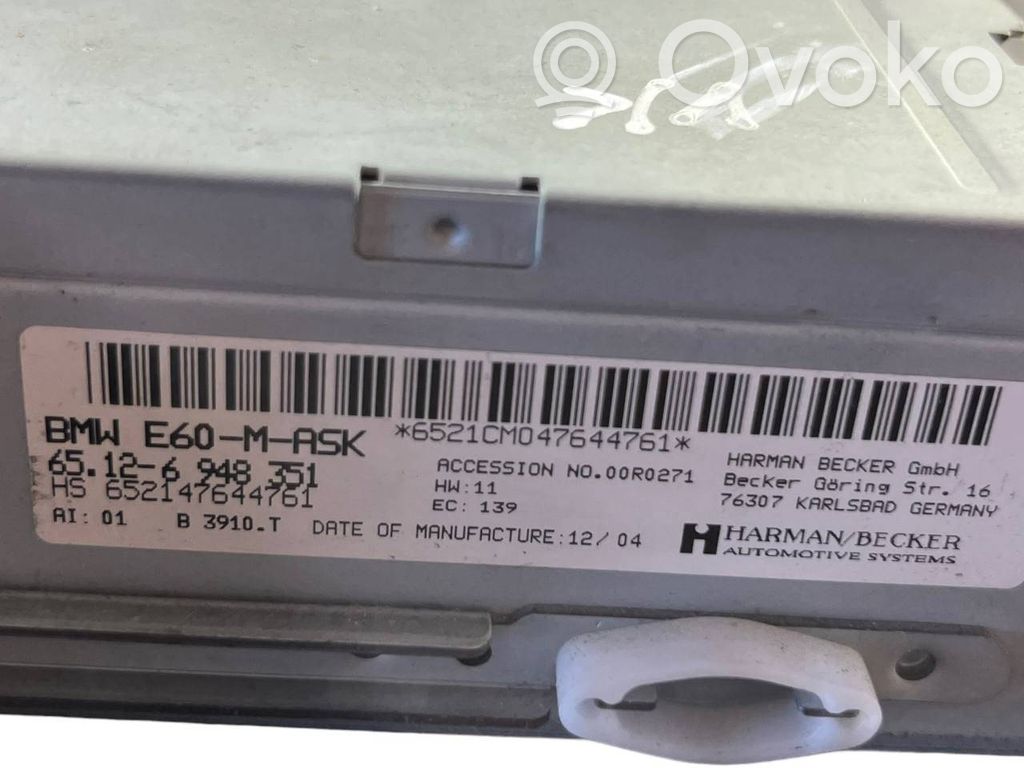 Ovoko
BMW E60-M-ASK
*6521CM047644761*
65.12-6 948 351
HS 652147644761
AI: 01 B 3910.T
ACCESSION NO.00R0271
HW:11
EC: 139
DATE OF MANUFACTURE:12/04
HARMAN BECKER GmbH
Becker Göring Str. 16
76307 KARLSBAD GERMANY
HARMAN/BECKER
AUTOMOTIVE SYSTEMS